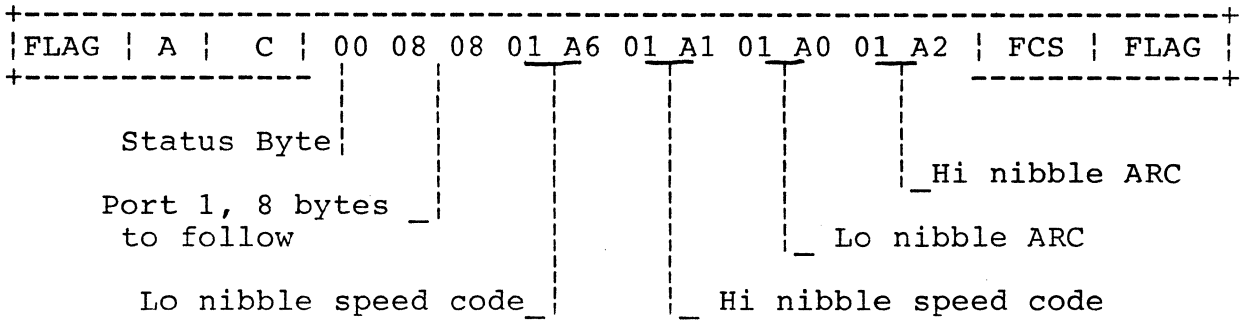 FLAG | A | C | 00 08 08 01 A6 01 A1 01 A0 01 A2 | FCS | FLAG
Status Byte
Hi nibble ARC
Port 1, 8 bytes
to follow
Lo nibble ARC
Lo nibble speed code
Hi nibble speed code